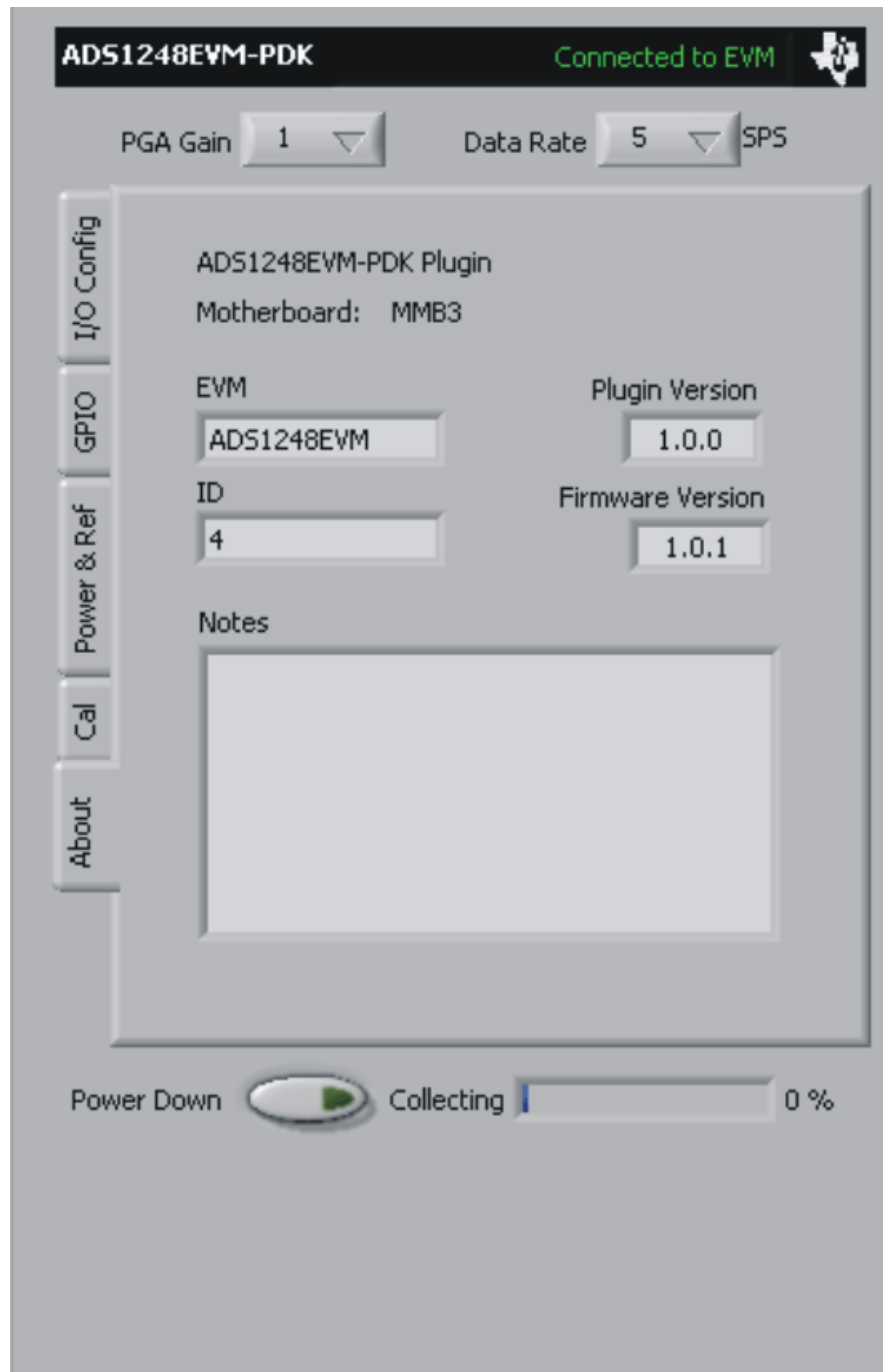 ADS1248EVM-PDK Connected to EVM
PGA Gain 1 Data Rate 5 SPS
I/O Config
GPIO
Power & Ref
Cal
About
ADS1248EVM-PDK Plugin
Motherboard: MMB3
EVM Plugin Version
ADS1248EVM 1.0.0
ID Firmware Version
4 1.0.1
Notes
Power Down Collecting 0 %